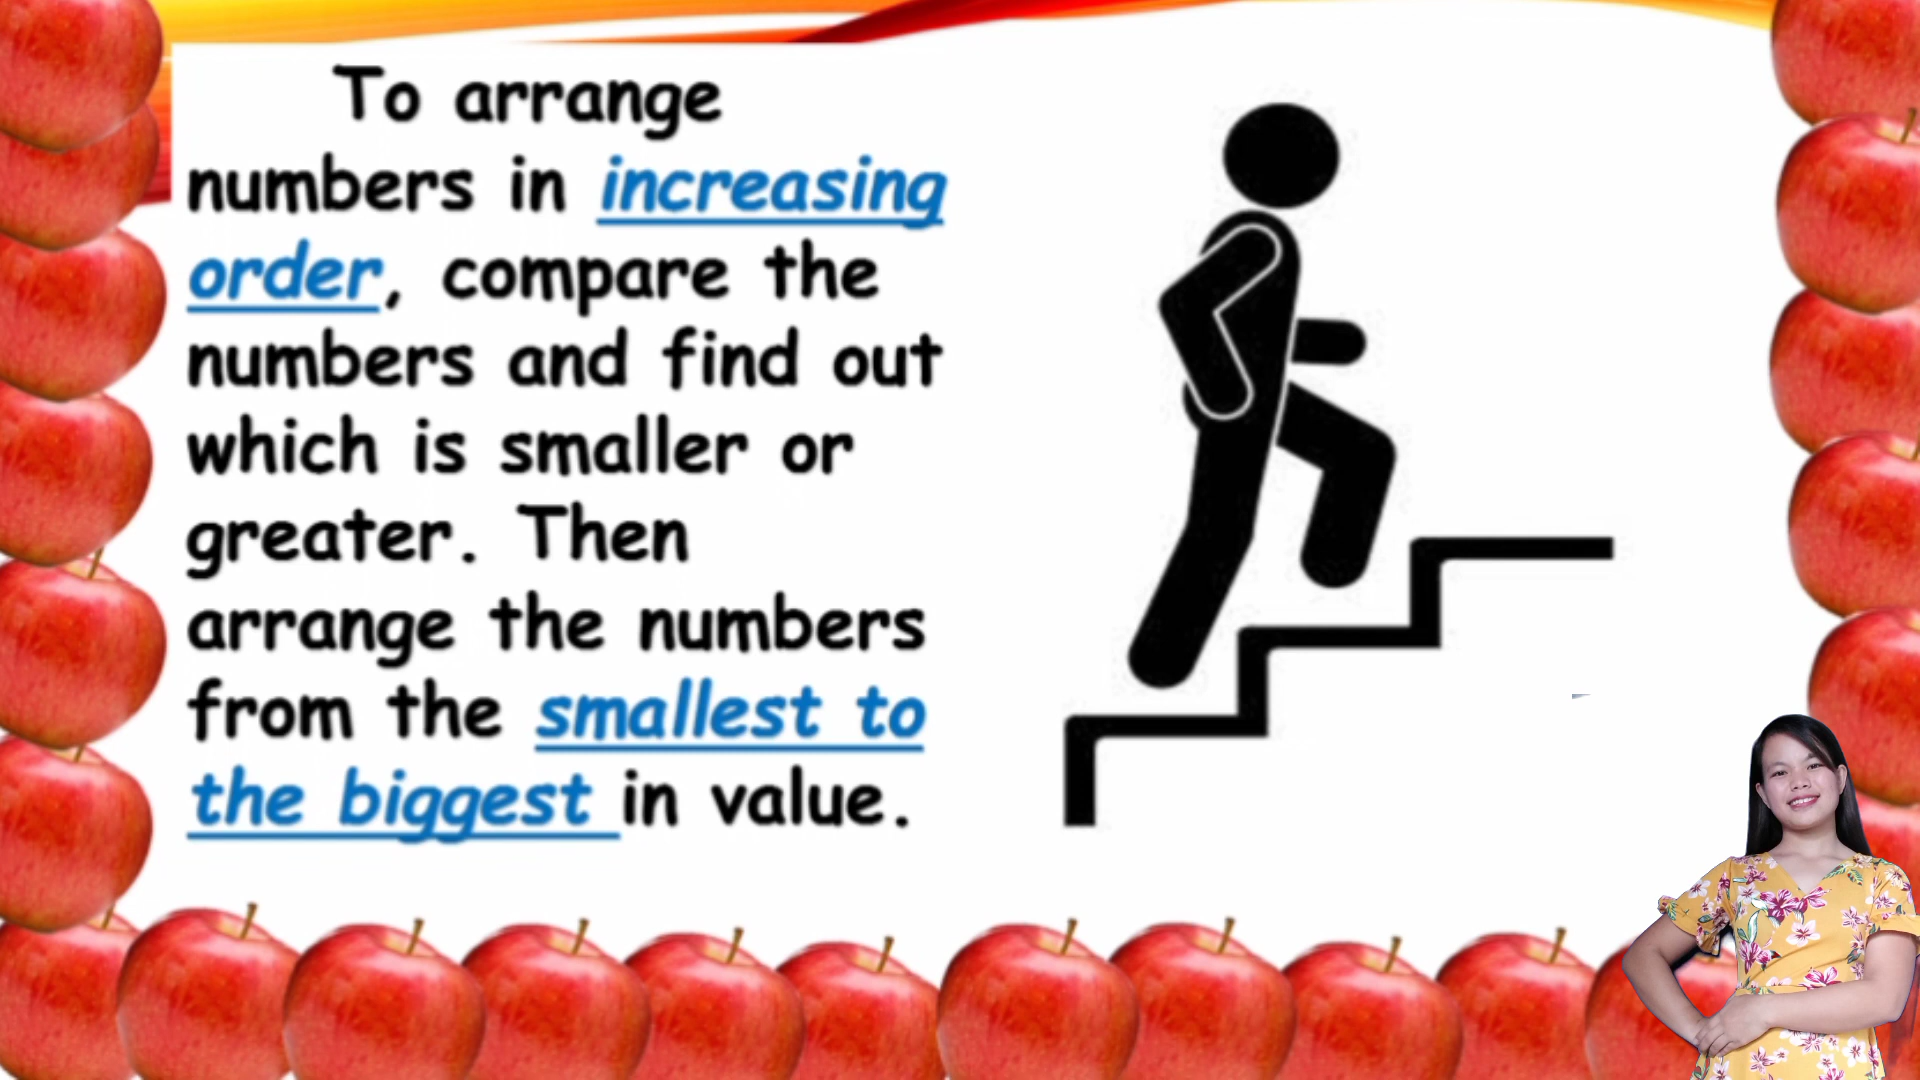 To arrange
numbers in increasing
order, compare the
numbers and find out
which is smaller or
greater. Then
arrange the numbers
from the smallest to
the biggest in value.